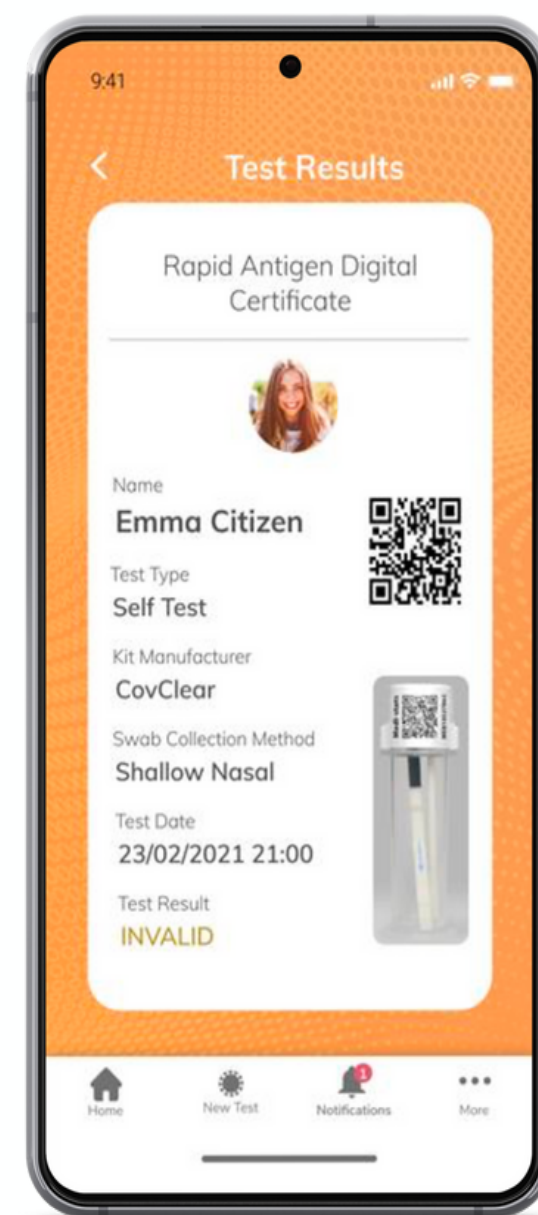 9:41
Test Results
Rapid Antigen Digital
Certificate
Name
Emma Citizen
Test Type
Self Test
Kit Manufacturer
CovClear
Swab Collection Method
Shallow Nasal
Test Date
23/02/2021 21:00
Test Result
INVALID
1
Home
New Test
Notifications
More